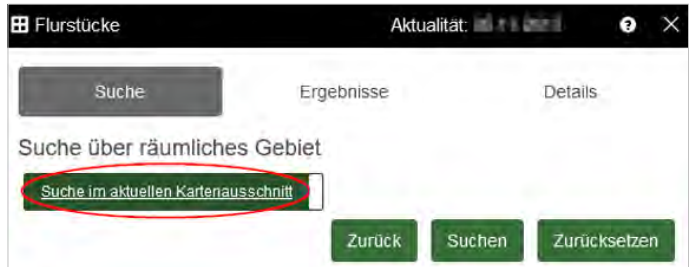 Flurstücke Aktualität:
Suche Ergebnisse Details
Suche über räumliches Gebiet
Suche im aktuellen Kartenausschnitt
Zurück Suchen Zurücksetzen